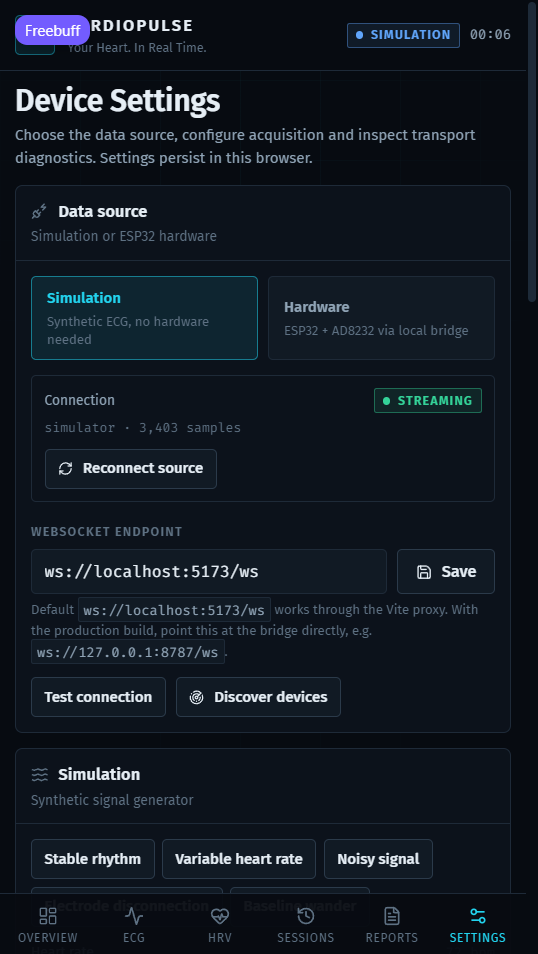 Freebuff
RDIOPULSE
Your Heart. In Real Time.
SIMULATION
00:06
Device Settings
Choose the data source, configure acquisition and inspect transport
diagnostics. Settings persist in this browser.
Data source
Simulation or ESP32 hardware
Simulation
Synthetic ECG, no hardware
needed
Hardware
ESP32 + AD8232 via local bridge
Connection
STREAMING
simulator · 3,403 samples
Reconnect source
WEBSOCKET ENDPOINT
ws://localhost:5173/ws
Save
Default ws://localhost:5173/ws works through the Vite proxy. With
the production build, point this at the bridge directly, e.g.
ws://127.0.0.1:8787/ws.
Test connection
Discover devices
Simulation
Synthetic signal generator
Stable rhythm
Variable heart rate
Noisy signal
Electrode disconnection
Baseline wander
OVERVIEW
ECG
HRV
SESSIONS
REPORTS
SETTINGS